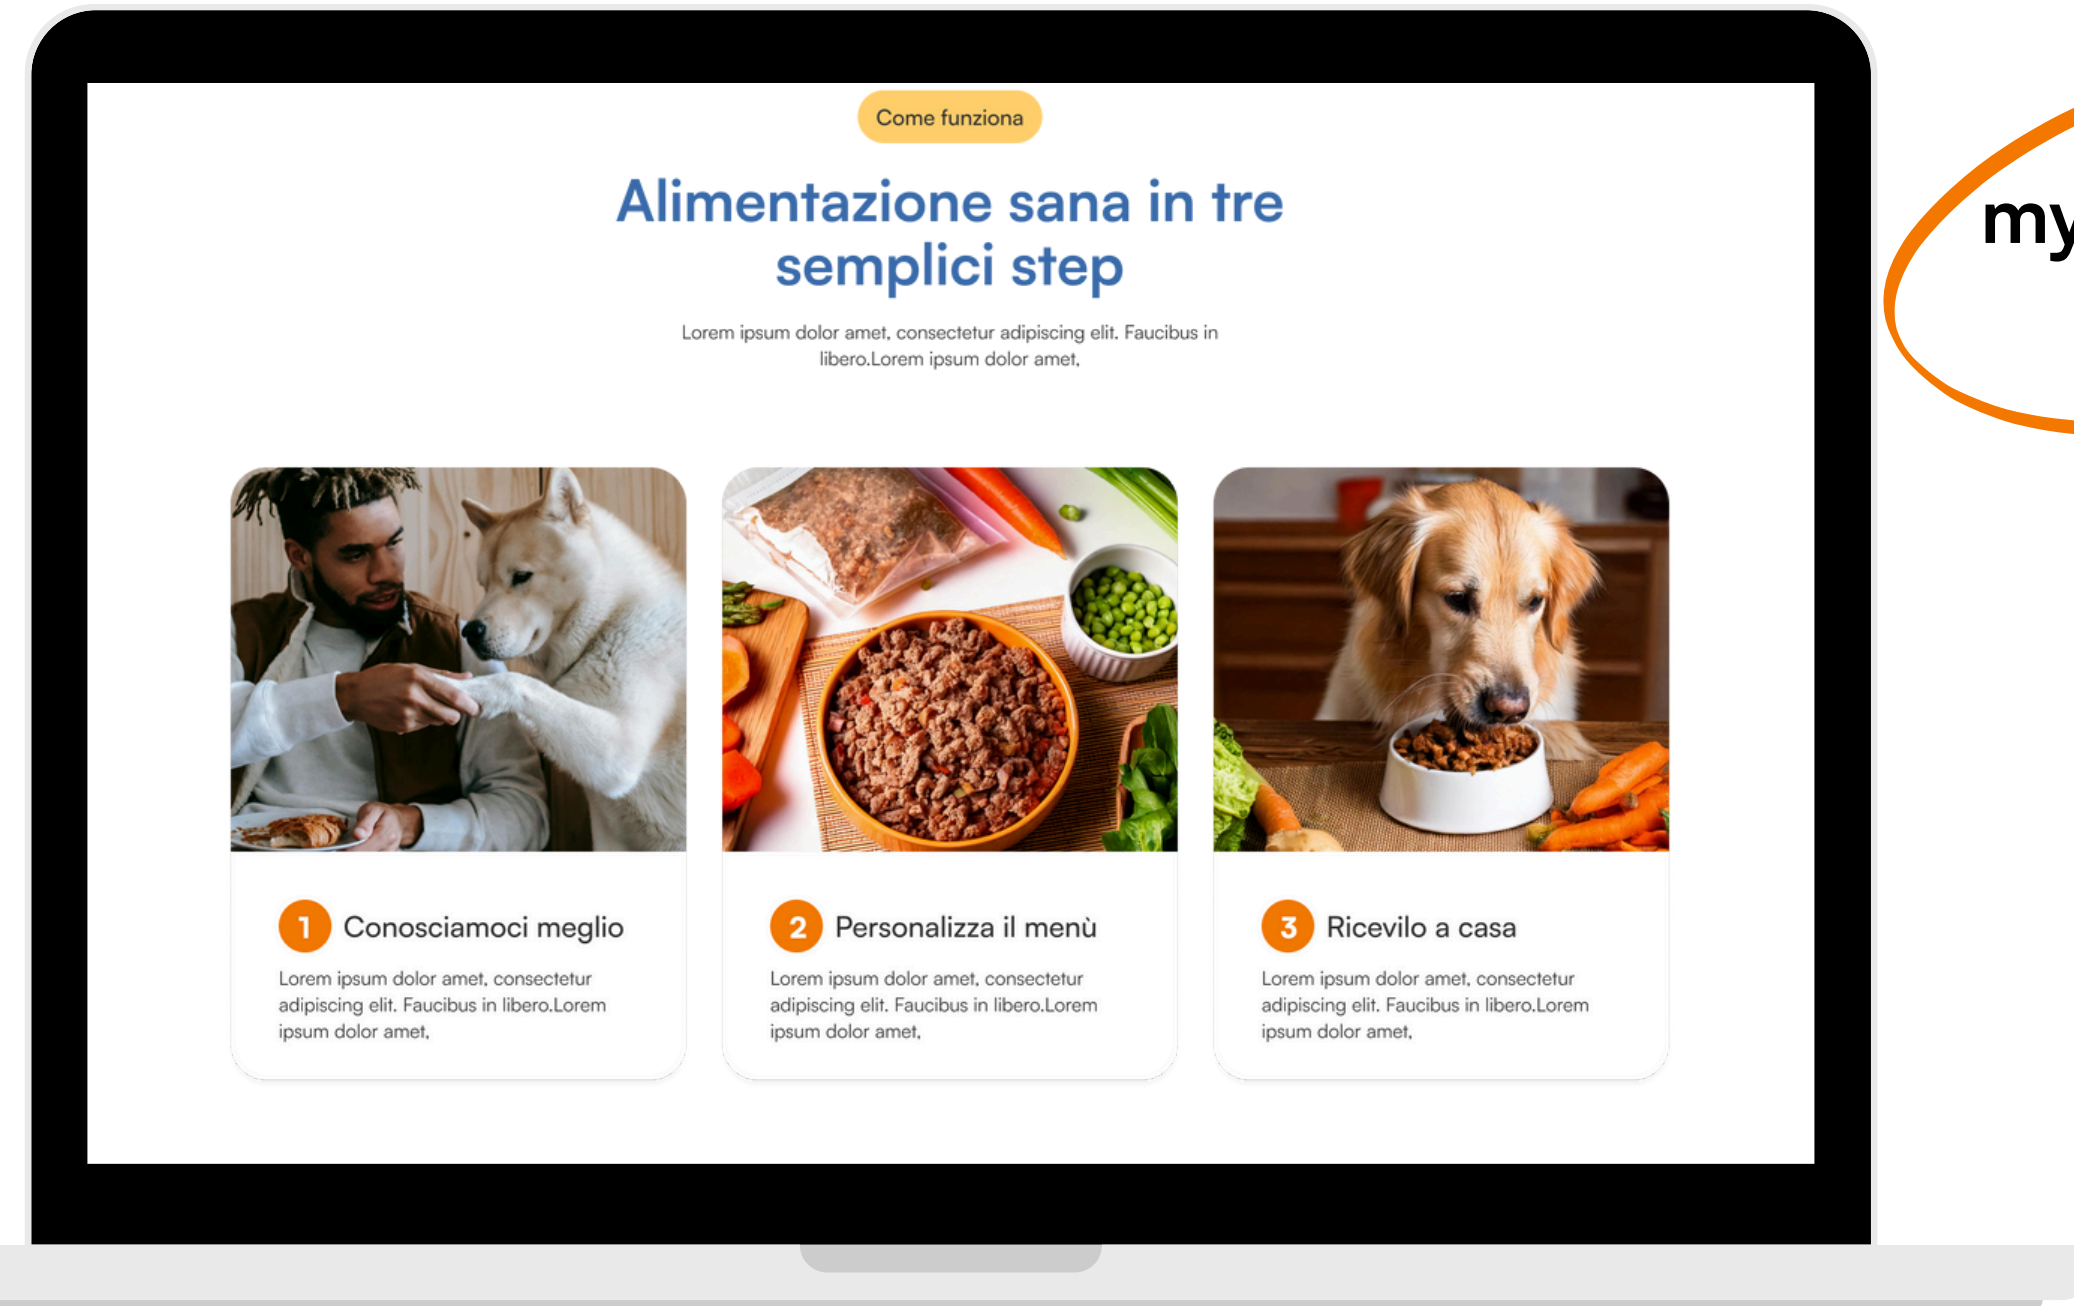 Come funziona
Alimentazione sana in tre
semplici step
Lorem ipsum dolor amet, consectetur adipiscing elit. Faucibus in
libero.Lorem ipsum dolor amet,
1 Conosciamoci meglio
Lorem ipsum dolor amet, consectetur
adipiscing elit. Faucibus in libero.Lorem
ipsum dolor amet,
2 Personalizza il menù
Lorem ipsum dolor amet, consectetur
adipiscing elit. Faucibus in libero.Lorem
ipsum dolor amet,
3 Ricevilo a casa
Lorem ipsum dolor amet, consectetur
adipiscing elit. Faucibus in libero.Lorem
ipsum dolor amet,
my